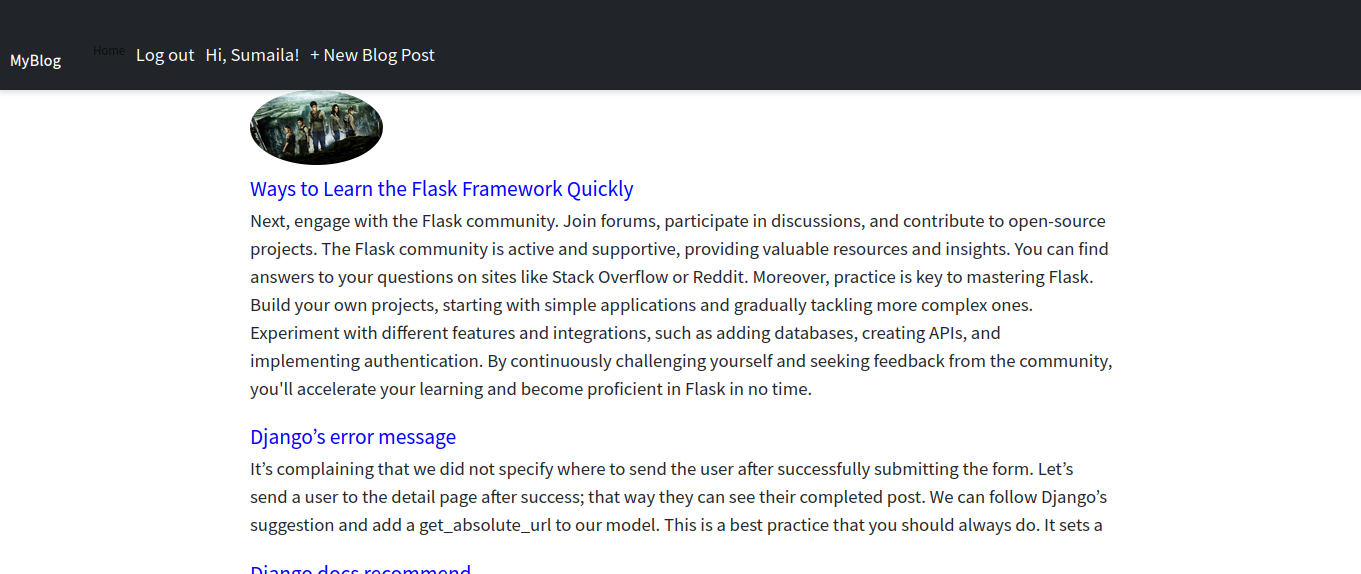 MyBlog Home Log out Hi, Sumaila! + New Blog Post
Ways to Learn the Flask Framework Quickly
Next, engage with the Flask community. Join forums, participate in discussions, and contribute to open-source
projects. The Flask community is active and supportive, providing valuable resources and insights. You can find
answers to your questions on sites like Stack Overflow or Reddit. Moreover, practice is key to mastering Flask.
Build your own projects, starting with simple applications and gradually tackling more complex ones.
Experiment with different features and integrations, such as adding databases, creating APIs, and
implementing authentication. By continuously challenging yourself and seeking feedback from the community,
you'll accelerate your learning and become proficient in Flask in no time.
Django’s error message
It’s complaining that we did not specify where to send the user after successfully submitting the form. Let’s
send a user to the detail page after success; that way they can see their completed post. We can follow Django’s
suggestion and add a get_absolute_url to our model. This is a best practice that you should always do. It sets a
Django docs recommend